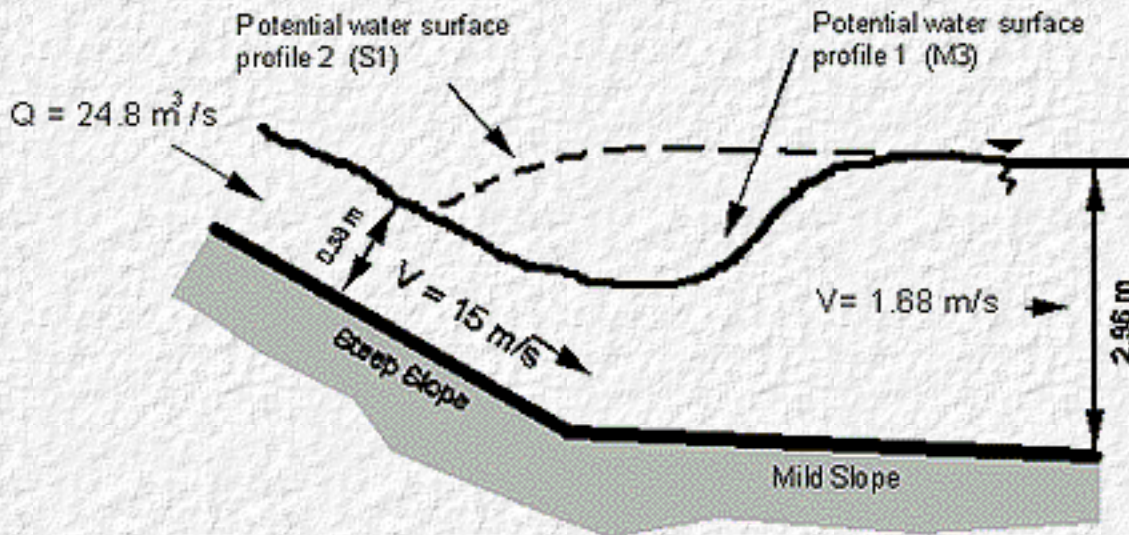 Potential water surface
profile 2 (S1)
Potential water surface
profile 1 (M3)
Q = 24.8 m³/s
0.33 m
V = 15 m/s
V= 1.68 m/s
2.96 m
Steep Slope
Mild Slope